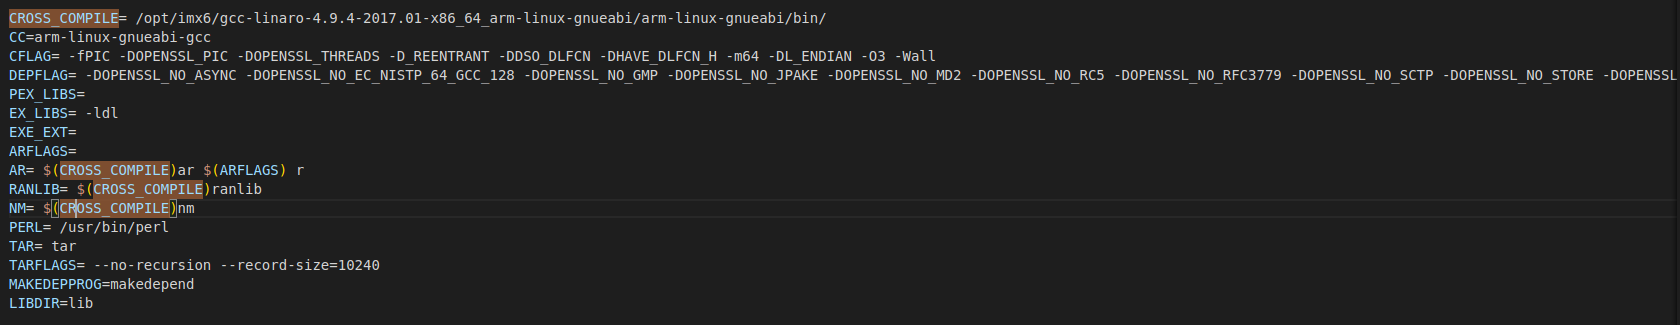 CROSS_COMPILE= /opt/imx6/gcc-linaro-4.9.4-2017.01-x86_64_arm-linux-gnueabi/arm-linux-gnueabi/bin/
CC=arm-linux-gnueabi-gcc
CFLAG= -fPIC -DOPENSSL_PIC -DOPENSSL_THREADS -D_REENTRANT -DDSO_DLFCN -DHAVE_DLFCN_H -m64 -DL_ENDIAN -O3 -Wall
DEPFLAG= -DOPENSSL_NO_ASYNC -DOPENSSL_NO_EC_NISTP_64_GCC_128 -DOPENSSL_NO_GMP -DOPENSSL_NO_JPAKE -DOPENSSL_NO_MD2 -DOPENSSL_NO_RC5 -DOPENSSL_NO_RFC3779 -DOPENSSL_NO_SCTP -DOPENSSL_NO_STORE -DOPENSSL
PEX_LIBS=
EX_LIBS= -ldl
EXE_EXT=
ARFLAGS=
AR= $(CROSS_COMPILE)ar $(ARFLAGS) r
RANLIB= $(CROSS_COMPILE)ranlib
NM= $(CROSS_COMPILE)nm
PERL= /usr/bin/perl
TAR= tar
TARFLAGS= --no-recursion --record-size=10240
MAKEDEPPROG=makedepend
LIBDIR=lib